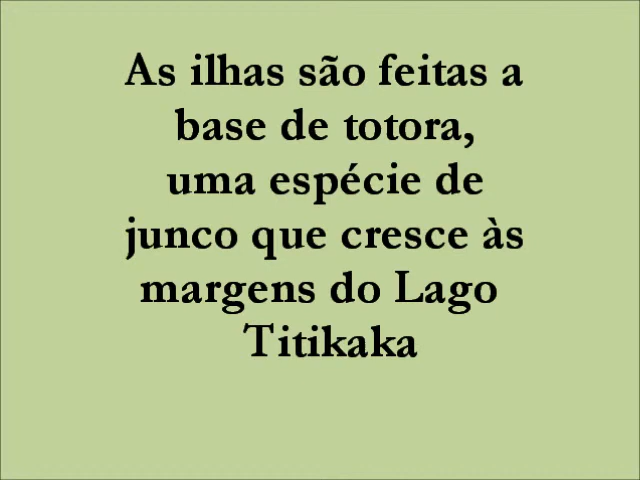 As ilhas são feitas a
base de totora,
uma espécie de
junco que cresce às
margens do Lago
Titikaka